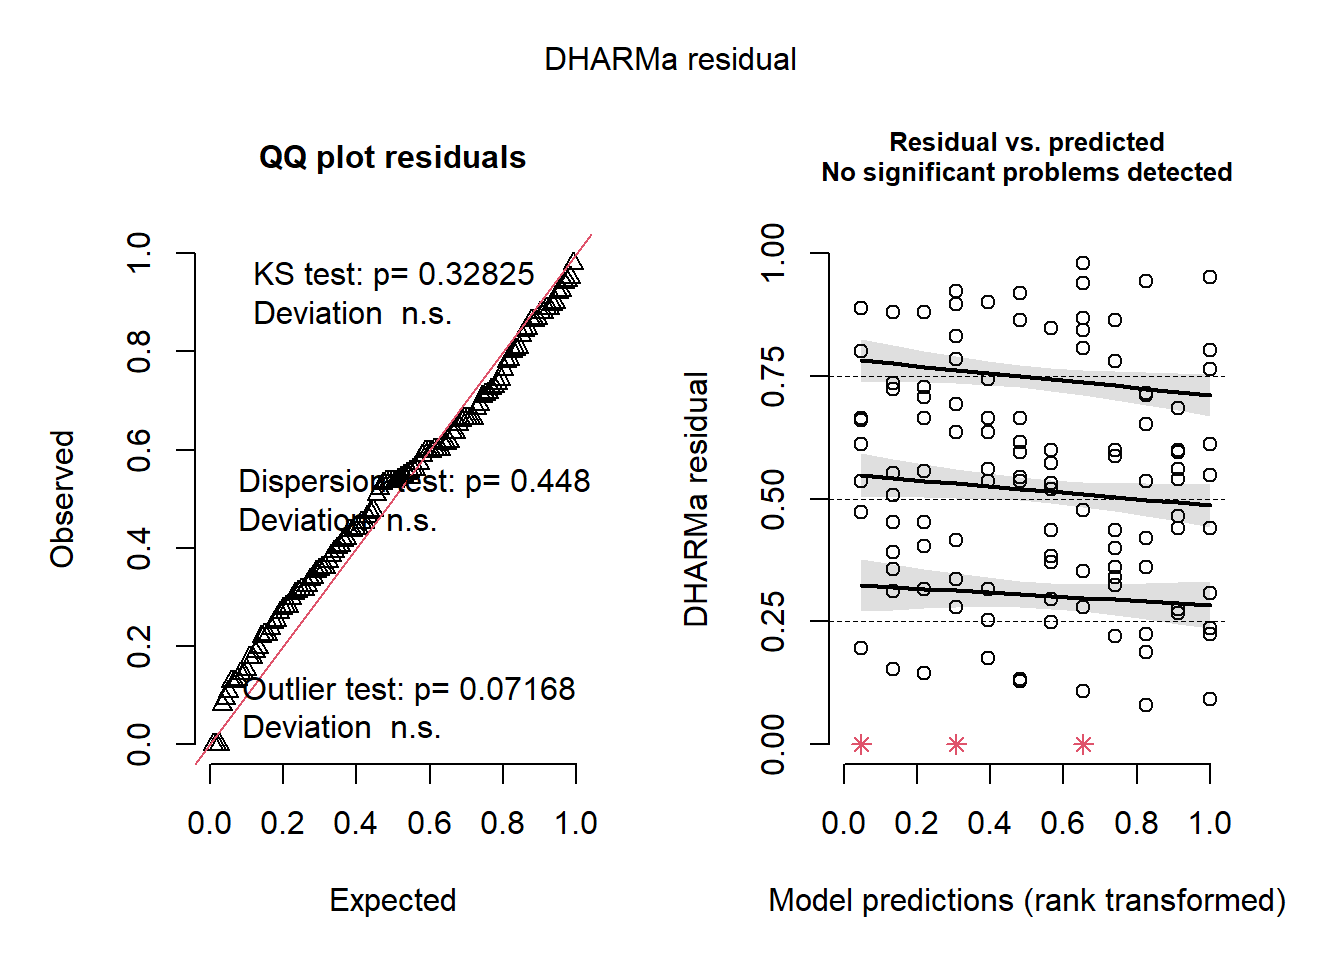 DHARMa residual
QQ plot residuals
KS test: p= 0.32825
Deviation  n.s.
Dispersion test: p= 0.448
Deviation  n.s.
Outlier test: p= 0.07168
Deviation  n.s.
Observed
0.0 0.2 0.4 0.6 0.8 1.0
0.0 0.2 0.4 0.6 0.8 1.0
Expected
Residual vs. predicted
No significant problems detected
DHARMa residual
0.00 0.25 0.50 0.75 1.00
0.0 0.2 0.4 0.6 0.8 1.0
Model predictions (rank transformed)